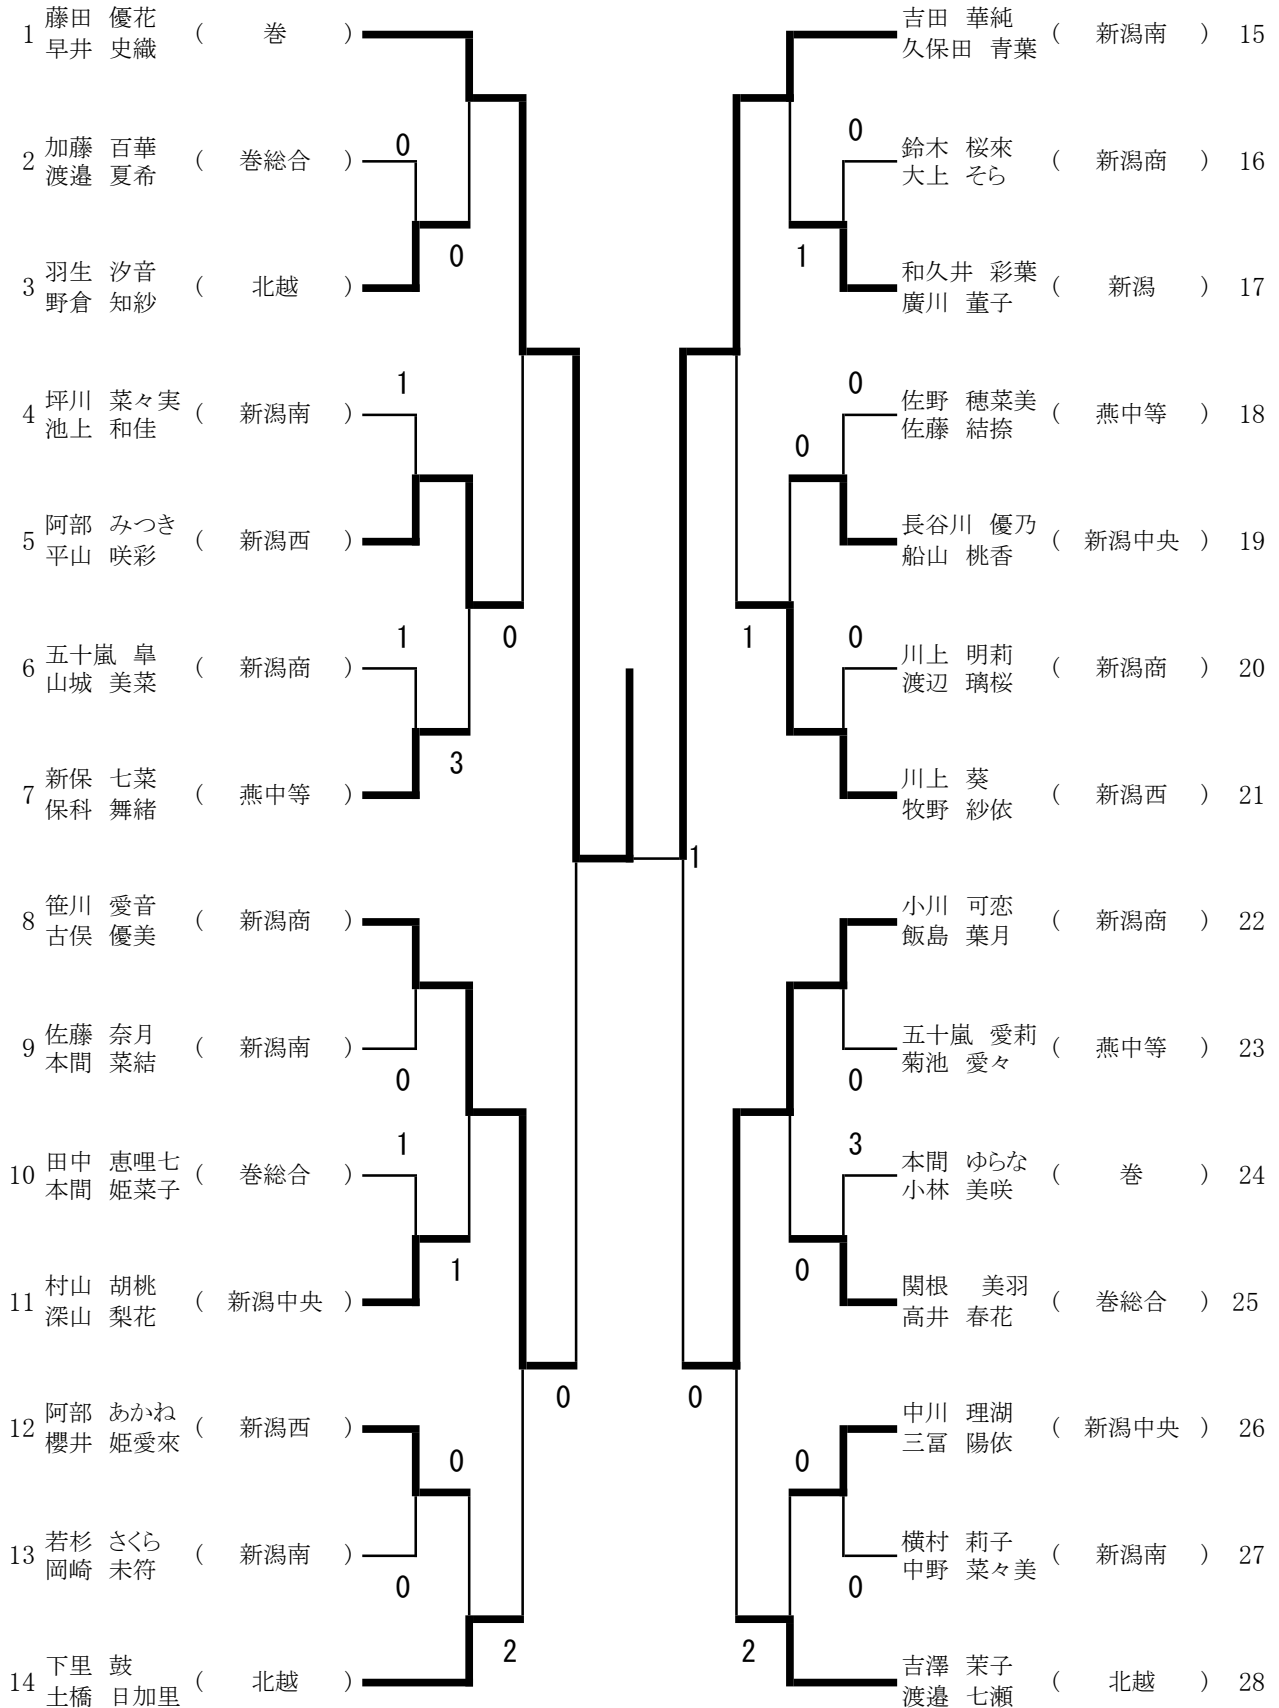 1 藤田 優花 早井 史織 ( 巻 )
2 加藤 百華 渡邉 夏希 ( 巻総合 ) 0
0
3 羽生 汐音 野倉 知紗 ( 北越 )
1
4 坪川 菜々実 池上 和佳 ( 新潟南 )
5 阿部 みつき 平山 咲彩 ( 新潟西 )
1 0
6 五十嵐 皐 山城 美菜 ( 新潟商 )
3
7 新保 七菜 保科 舞緒 ( 燕中等 )
8 笹川 愛音 古俣 優美 ( 新潟商 )
9 佐藤 奈月 本間 菜結 ( 新潟南 )
0
1
10 田中 恵哩七 本間 姫菜子 ( 巻総合 )
1
11 村山 胡桃 深山 梨花 ( 新潟中央 )
0
12 阿部 あかね 櫻井 姫愛來 ( 新潟西 )
0
13 若杉 さくら 岡崎 未符 ( 新潟南 )
0
2
14 下里 鼓 土橋 日加里 ( 北越 )
吉田 華純 久保田 青葉 ( 新潟南 ) 15
0
鈴木 桜來 大上 そら ( 新潟商 ) 16
1
和久井 彩葉 廣川 董子 ( 新潟 ) 17
0
佐野 穂菜美 佐藤 結捺 ( 燕中等 ) 18
0
長谷川 優乃 船山 桃香 ( 新潟中央 ) 19
1 0
川上 明莉 渡辺 璃桜 ( 新潟商 ) 20
川上 葵 牧野 紗依 ( 新潟西 ) 21
1
小川 可恋 飯島 葉月 ( 新潟商 ) 22
五十嵐 愛莉 菊池 愛々 ( 燕中等 ) 23
0
3
本間 ゆらな 小林 美咲 ( 巻 ) 24
0
関根 美羽 高井 春花 ( 巻総合 ) 25
0
中川 理湖 三冨 陽依 ( 新潟中央 ) 26
0
横村 莉子 中野 菜々美 ( 新潟南 ) 27
0
2
吉澤 茉子 渡邉 七瀬 ( 北越 ) 28